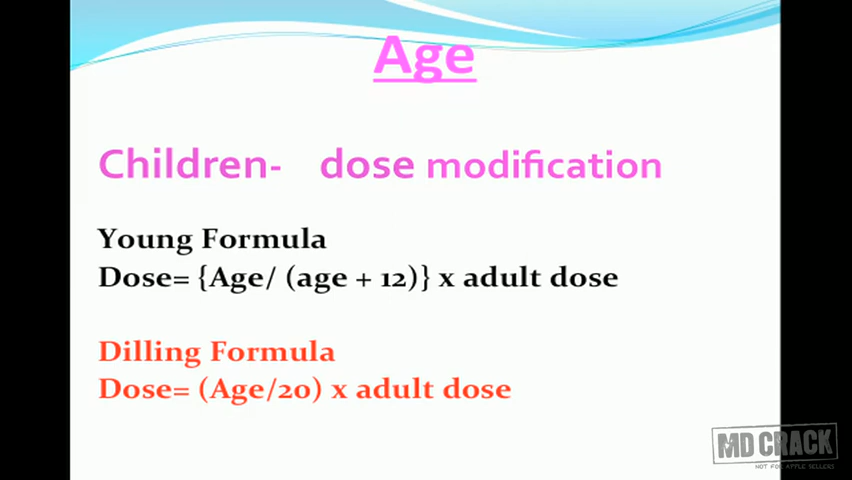 Age
Children- dose modification
Young Formula
Dose= {Age/ (age + 12)} x adult dose
Dilling Formula
Dose= (Age/20) x adult dose
MD CRACK
NOT FOR APPLE SELLERS